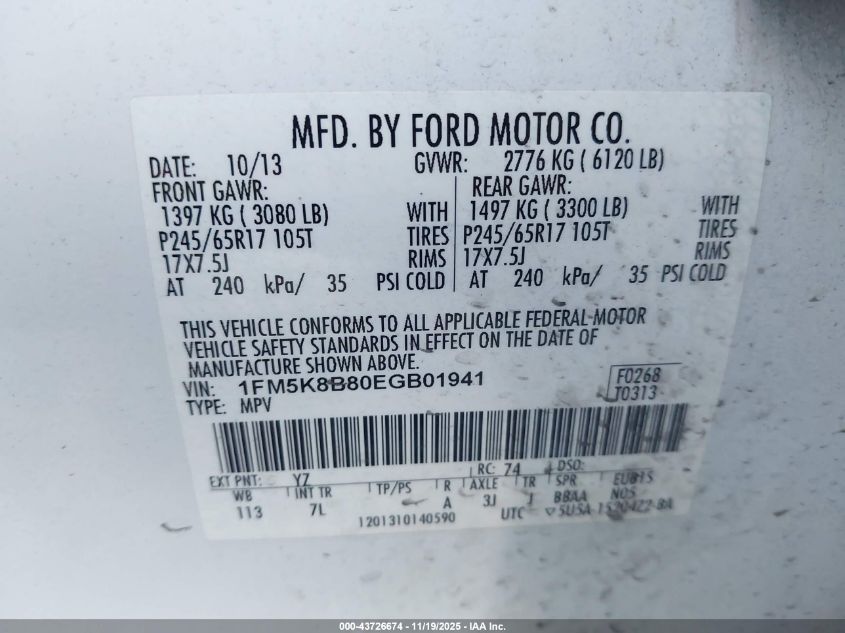 MFD. BY FORD MOTOR CO.
DATE: 10/13 GVWR: 2776 KG ( 6120 LB)
FRONT GAWR: REAR GAWR:
1397 KG ( 3080 LB) WITH 1497 KG ( 3300 LB) WITH
P245/65R17 105T TIRES P245/65R17 105T TIRES
17X7.5J RIMS 17X7.5J RIMS
AT 240 kPa/ 35 PSI COLD AT 240 kPa/ 35 PSI COLD
THIS VEHICLE CONFORMS TO ALL APPLICABLE FEDERAL MOTOR
VEHICLE SAFETY STANDARDS IN EFFECT ON THE DATE OF
MANUFACTURE SHOWN ABOVE.
VIN: 1FM5K8B80EGB01941 F0268
TYPE: MPV T0313
EXT PNT: YZ RC: 74 DSO:
WB INT TR TP/PS R AXLE TR SPR
113 7L A 3J J BBAA
1201310140590 UTC
000-43726674 - 11/19/2025 - IAA Inc.